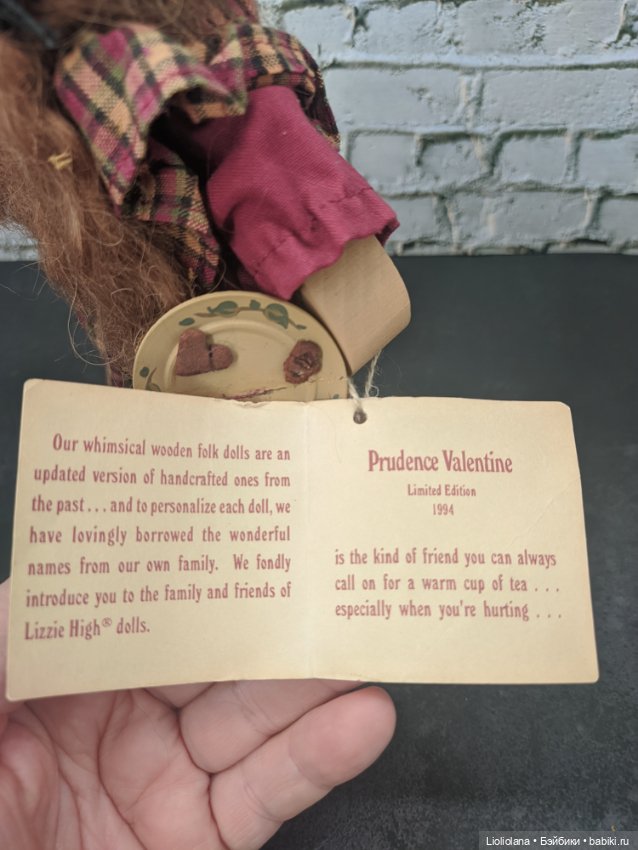 Our whimsical wooden folk dolls are an
updated version of handcrafted ones from
the past . . . and to personalize each doll, we
have lovingly borrowed the wonderful
names from our own family. We fondly
introduce you to the family and friends of
Lizzie High® dolls.
Prudence Valentine
Limited Edition
1994
is the kind of friend you can always
call on for a warm cup of tea . . .
especially when you're hurting . . .
Lioliolana • Бэйбики • babiki.ru